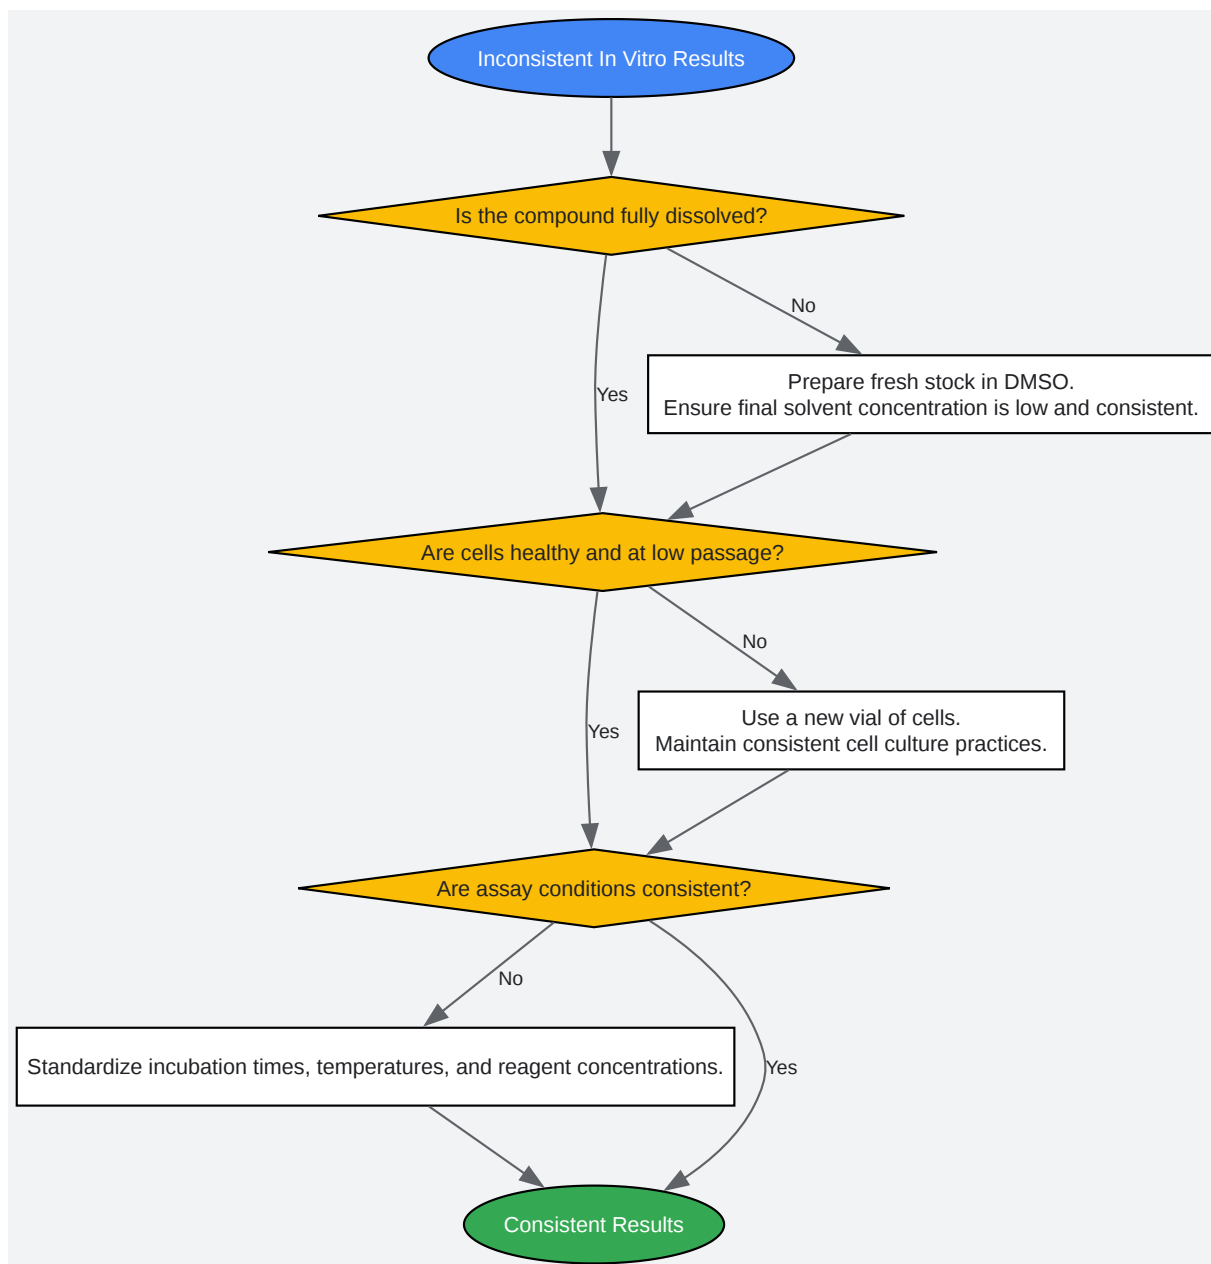 Inconsistent In Vitro Results
Is the compound fully dissolved?
No
Prepare fresh stock in DMSO.
Ensure final solvent concentration is low and consistent.
Yes
Are cells healthy and at low passage?
No
Use a new vial of cells.
Maintain consistent cell culture practices.
Yes
Are assay conditions consistent?
No
Standardize incubation times, temperatures, and reagent concentrations.
Yes
Consistent Results